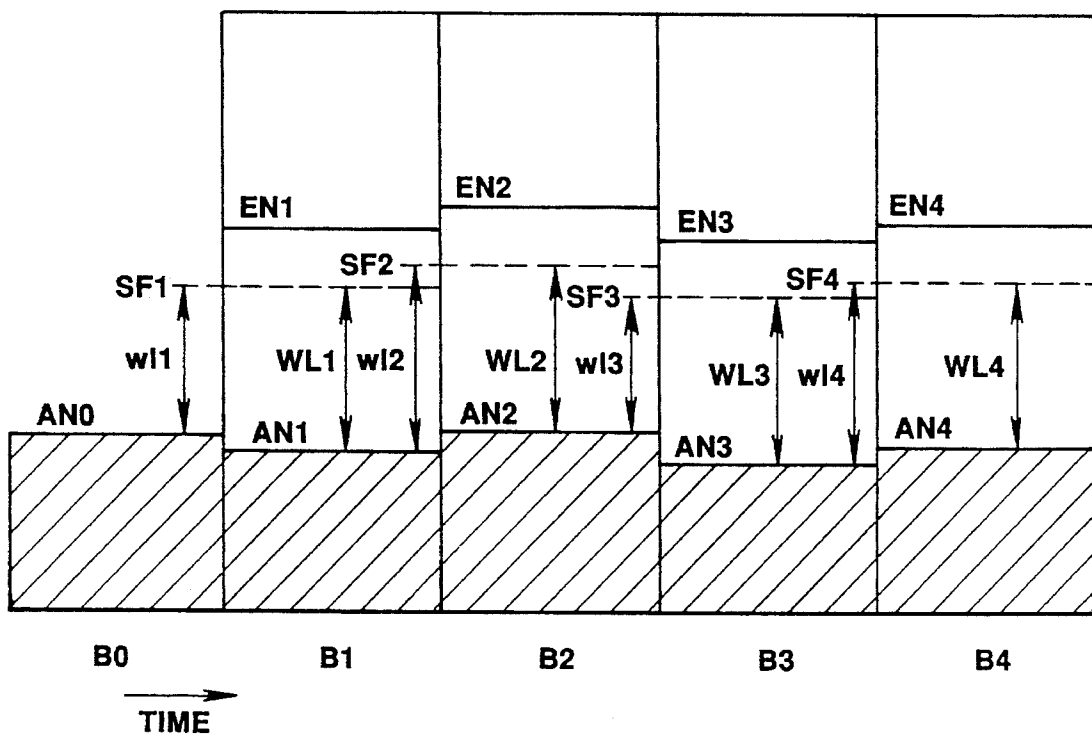 EN1
EN2
EN3
EN4
SF1
SF2
SF3
SF4
wl1
WL1
wl2
WL2
wl3
WL3
wl4
WL4
AN0
AN1
AN2
AN3
AN4
B0
B1
B2
B3
B4
TIME